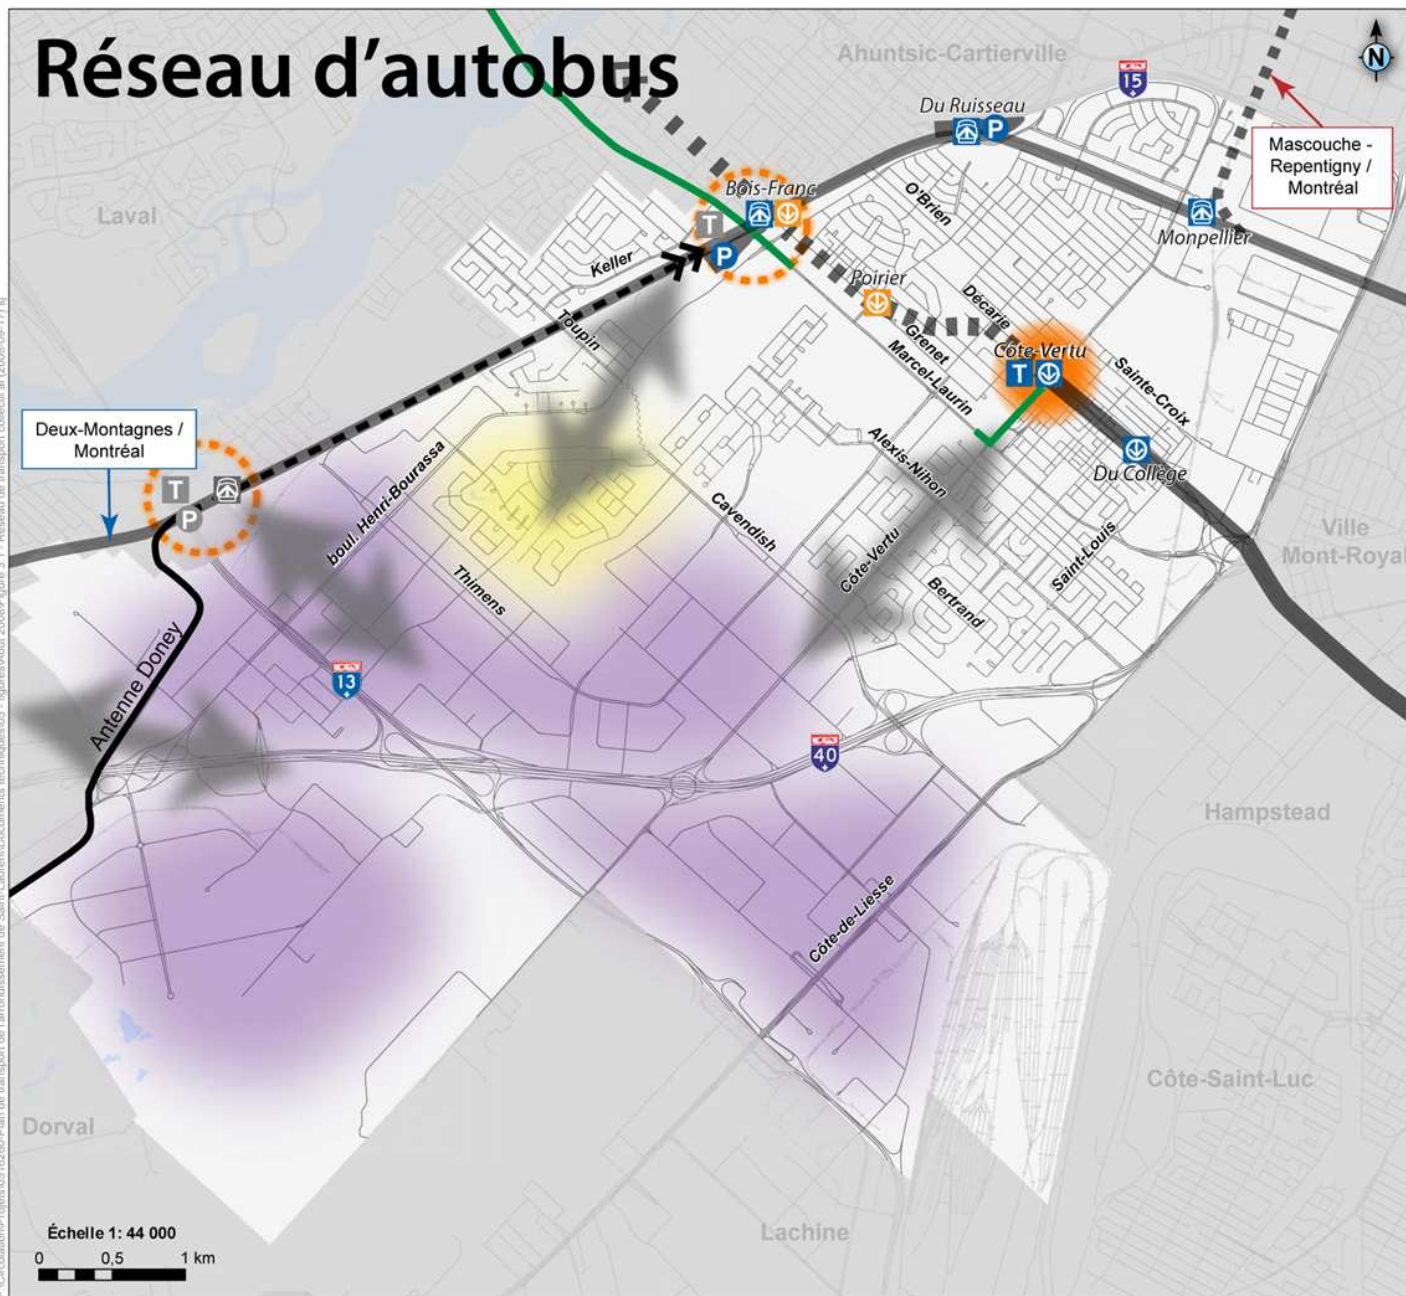 Réseau d'autobus
N
Ahuntsic-Cartierville
15
Du Ruisseau
P
Mascouche -
Repentigny /
Montréal
Laval
Bois-Franc
T
P
O'Brien
Monpellier
Keller
Poirier
Décarie
Toupin
Grenet
Marcel-Laurin
Côte-Vertu
T
Sainte-Croix
Deux-Montagnes /
Montréal
T
P
boul. Henri-Bourassa
Alexis-Nihon
Du Collège
Cavendish
Ville
Mont-Royal
Thimens
Côte-Vertu
Saint-Louis
Bertrand
Antenne Doney
13
40
Hampstead
Côte-de-Liesse
Côte-Saint-Luc
Dorval
Lachine
Échelle 1: 44 000
0 0,5 1 km